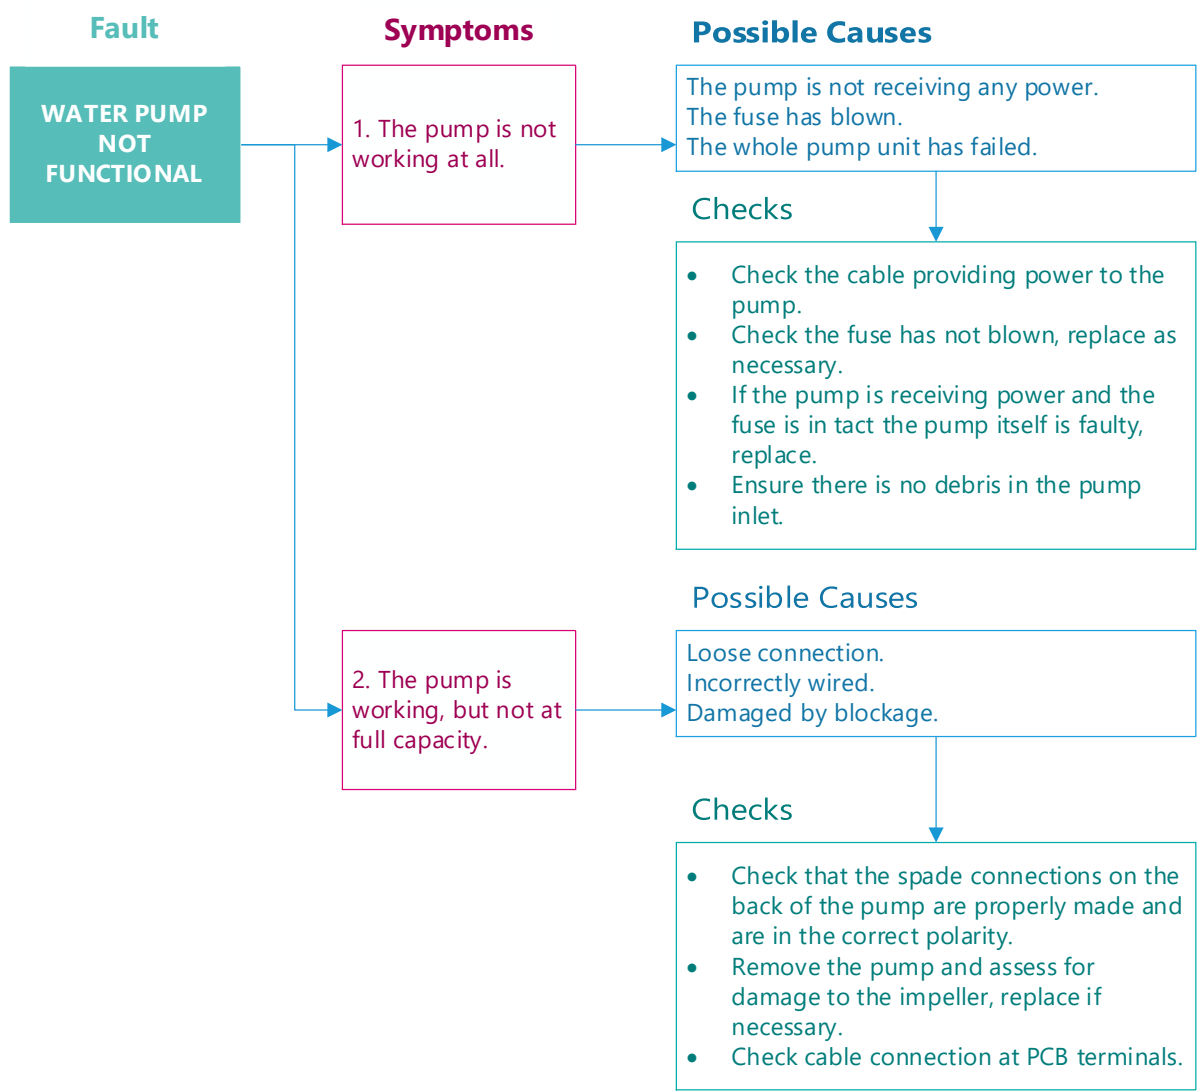 Fault
Symptoms
Possible Causes
WATER PUMP
NOT
FUNCTIONAL
1. The pump is not
working at all.
The pump is not receiving any power.
The fuse has blown.
The whole pump unit has failed.
Checks
• Check the cable providing power to the
pump.
• Check the fuse has not blown, replace as
necessary.
• If the pump is receiving power and the
fuse is in tact the pump itself is faulty,
replace.
• Ensure there is no debris in the pump
inlet.
Possible Causes
2. The pump is
working, but not at
full capacity.
Loose connection.
Incorrectly wired.
Damaged by blockage.
Checks
• Check that the spade connections on the
back of the pump are properly made and
are in the correct polarity.
• Remove the pump and assess for
damage to the impeller, replace if
necessary.
• Check cable connection at PCB terminals.